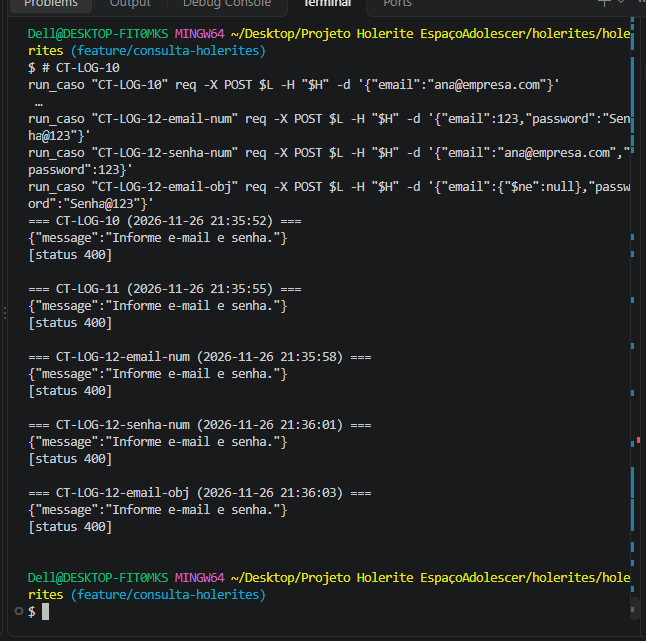 Problems Output Debug Console Terminal Ports
Dell@DESKTOP-FIT0MKS MINGW64 ~/Desktop/Projeto Holerite EspaçoAdolescer/holerites/hole
rites (feature/consulta-holerites)
$ # CT-LOG-10
run_caso "CT-LOG-10" req -X POST $L -H "$H" -d '{"email":"ana@empresa.com"}'
…
run_caso "CT-LOG-12-email-num" req -X POST $L -H "$H" -d '{"email":123,"password":"Sen
ha@123"}'
run_caso "CT-LOG-12-senha-num" req -X POST $L -H "$H" -d '{"email":"ana@empresa.com","
password":123}'
run_caso "CT-LOG-12-email-obj" req -X POST $L -H "$H" -d '{"email":{"$ne":null},"passw
ord":"Senha@123"}'
=== CT-LOG-10 (2026-11-26 21:35:52) ===
{"message":"Informe e-mail e senha."}
[status 400]
=== CT-LOG-11 (2026-11-26 21:35:55) ===
{"message":"Informe e-mail e senha."}
[status 400]
=== CT-LOG-12-email-num (2026-11-26 21:35:58) ===
{"message":"Informe e-mail e senha."}
[status 400]
=== CT-LOG-12-senha-num (2026-11-26 21:36:01) ===
{"message":"Informe e-mail e senha."}
[status 400]
=== CT-LOG-12-email-obj (2026-11-26 21:36:03) ===
{"message":"Informe e-mail e senha."}
[status 400]
Dell@DESKTOP-FIT0MKS MINGW64 ~/Desktop/Projeto Holerite EspaçoAdolescer/holerites/hole
rites (feature/consulta-holerites)
$